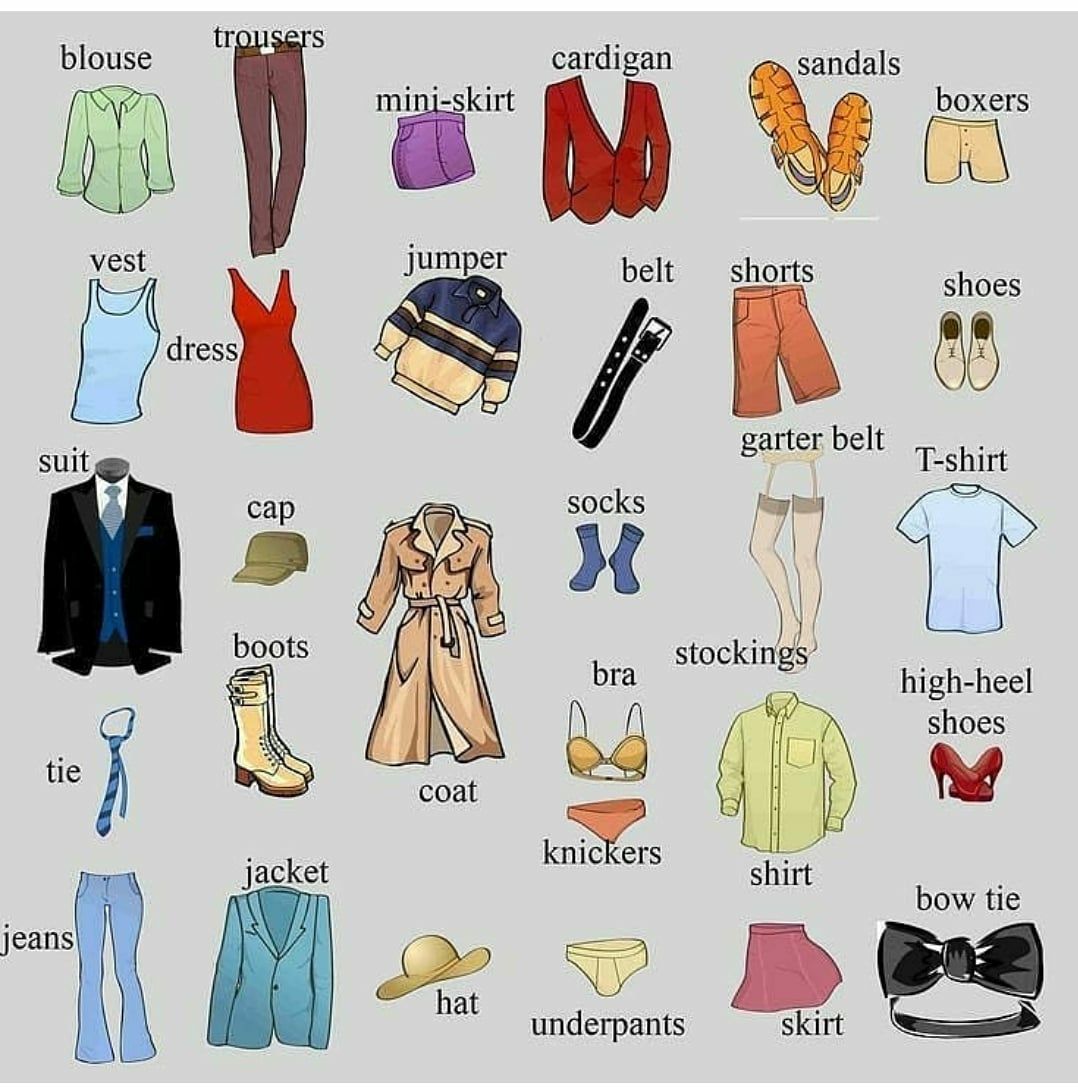 blouse
trousers
mini-skirt
cardigan
sandals
boxers
vest
dress
jumper
belt
shorts
shoes
suit
cap
socks
garter belt
T-shirt
boots
coat
bra
stockings
high-heel
shoes
tie
knickers
shirt
jeans
jacket
hat
underpants
skirt
bow tie